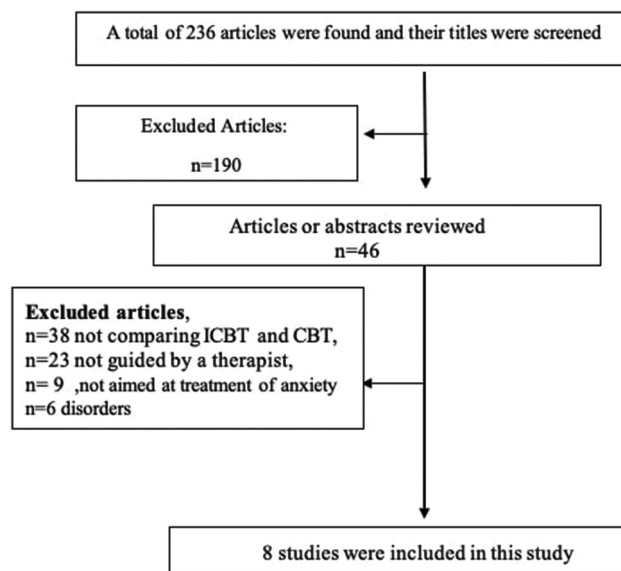 A total of 236 articles were found and their titles were screened
Excluded Articles:
n=190
Articles or abstracts reviewed
n=46
Excluded articles,
n=38 not comparing ICBT and CBT,
n=23 not guided by a therapist,
n= 9 ,not aimed at treatment of anxiety
n=6 disorders
8 studies were included in this study